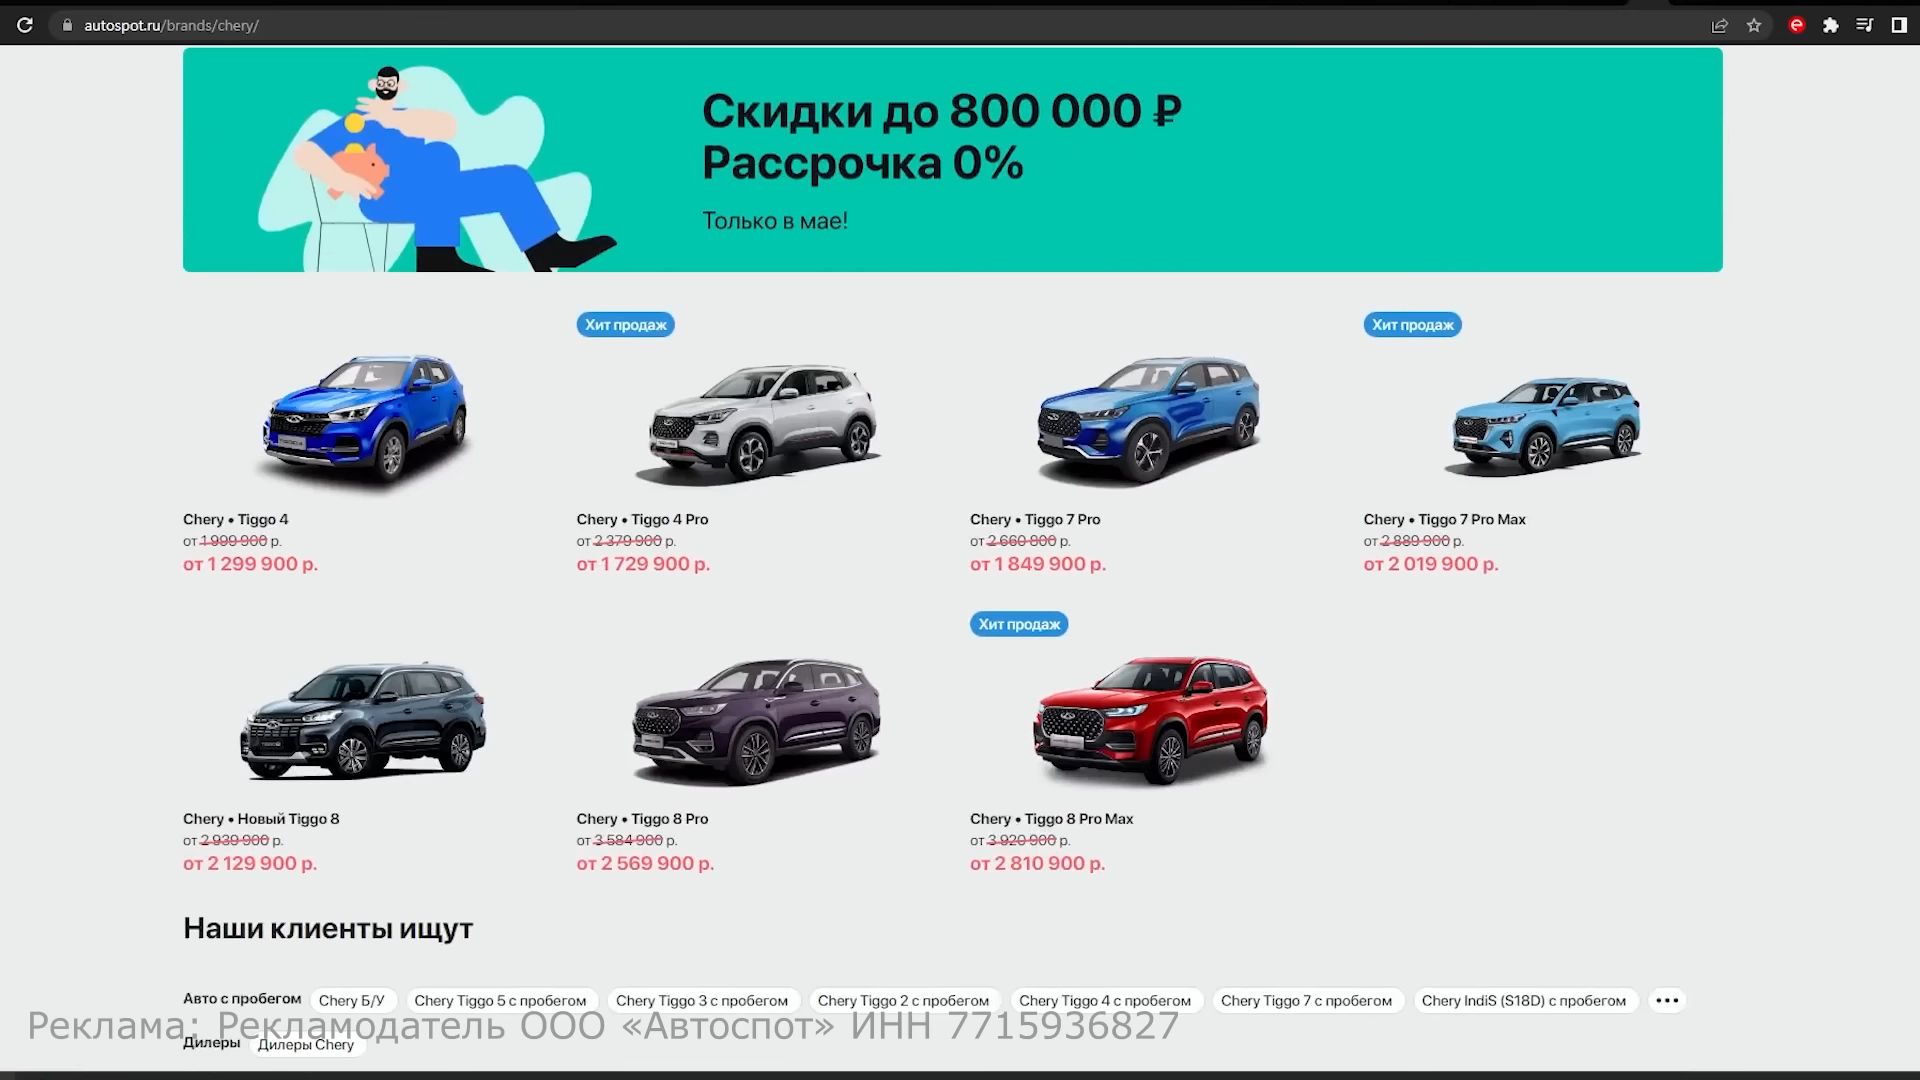 autospot.ru/brands/chery/
Скидки до 800 000 ₽
Рассрочка 0%
Только в мае!
Хит продаж
Хит продаж
Chery • Tiggo 4
от 1 999 900 р.
от 1 299 900 р.
Chery • Tiggo 4 Pro
от 2 379 900 р.
от 1 729 900 р.
Chery • Tiggo 7 Pro
от 2 660 900 р.
от 1 849 900 р.
Chery • Tiggo 7 Pro Max
от 2 889 900 р.
от 2 019 900 р.
Хит продаж
Chery • Новый Tiggo 8
от 2 939 900 р.
от 2 129 900 р.
Chery • Tiggo 8 Pro
от 3 584 900 р.
от 2 569 900 р.
Chery • Tiggo 8 Pro Max
от 3 920 900 р.
от 2 810 900 р.
Наши клиенты ищут
Авто с пробегом Chery Б/У Chery Tiggo 5 с пробегом Chery Tiggo 3 с пробегом Chery Tiggo 2 с пробегом Chery Tiggo 4 с пробегом Chery Tiggo 7 с пробегом Chery IndiS (S18D) с пробегом •••
Реклама: Рекламодатель ООО «Автоспот» ИНН 7715936827
Дилеры Дилеры Chery